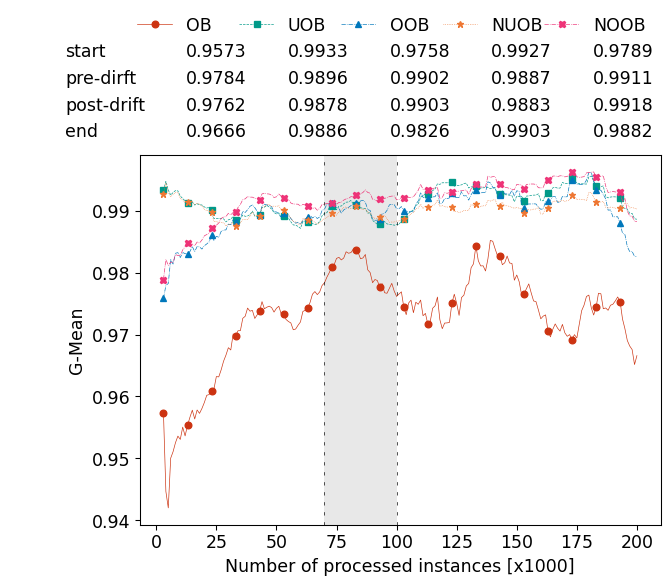 OB UOB OOB NUOB NOOB
start 0.9573 0.9933 0.9758 0.9927 0.9789
pre-dirft 0.9784 0.9896 0.9902 0.9887 0.9911
post-drift 0.9762 0.9878 0.9903 0.9883 0.9918
end 0.9666 0.9886 0.9826 0.9903 0.9882
0.99
0.98
0.97
0.96
0.95
0.94
G-Mean
0 25 50 75 100 125 150 175 200
Number of processed instances [x1000]